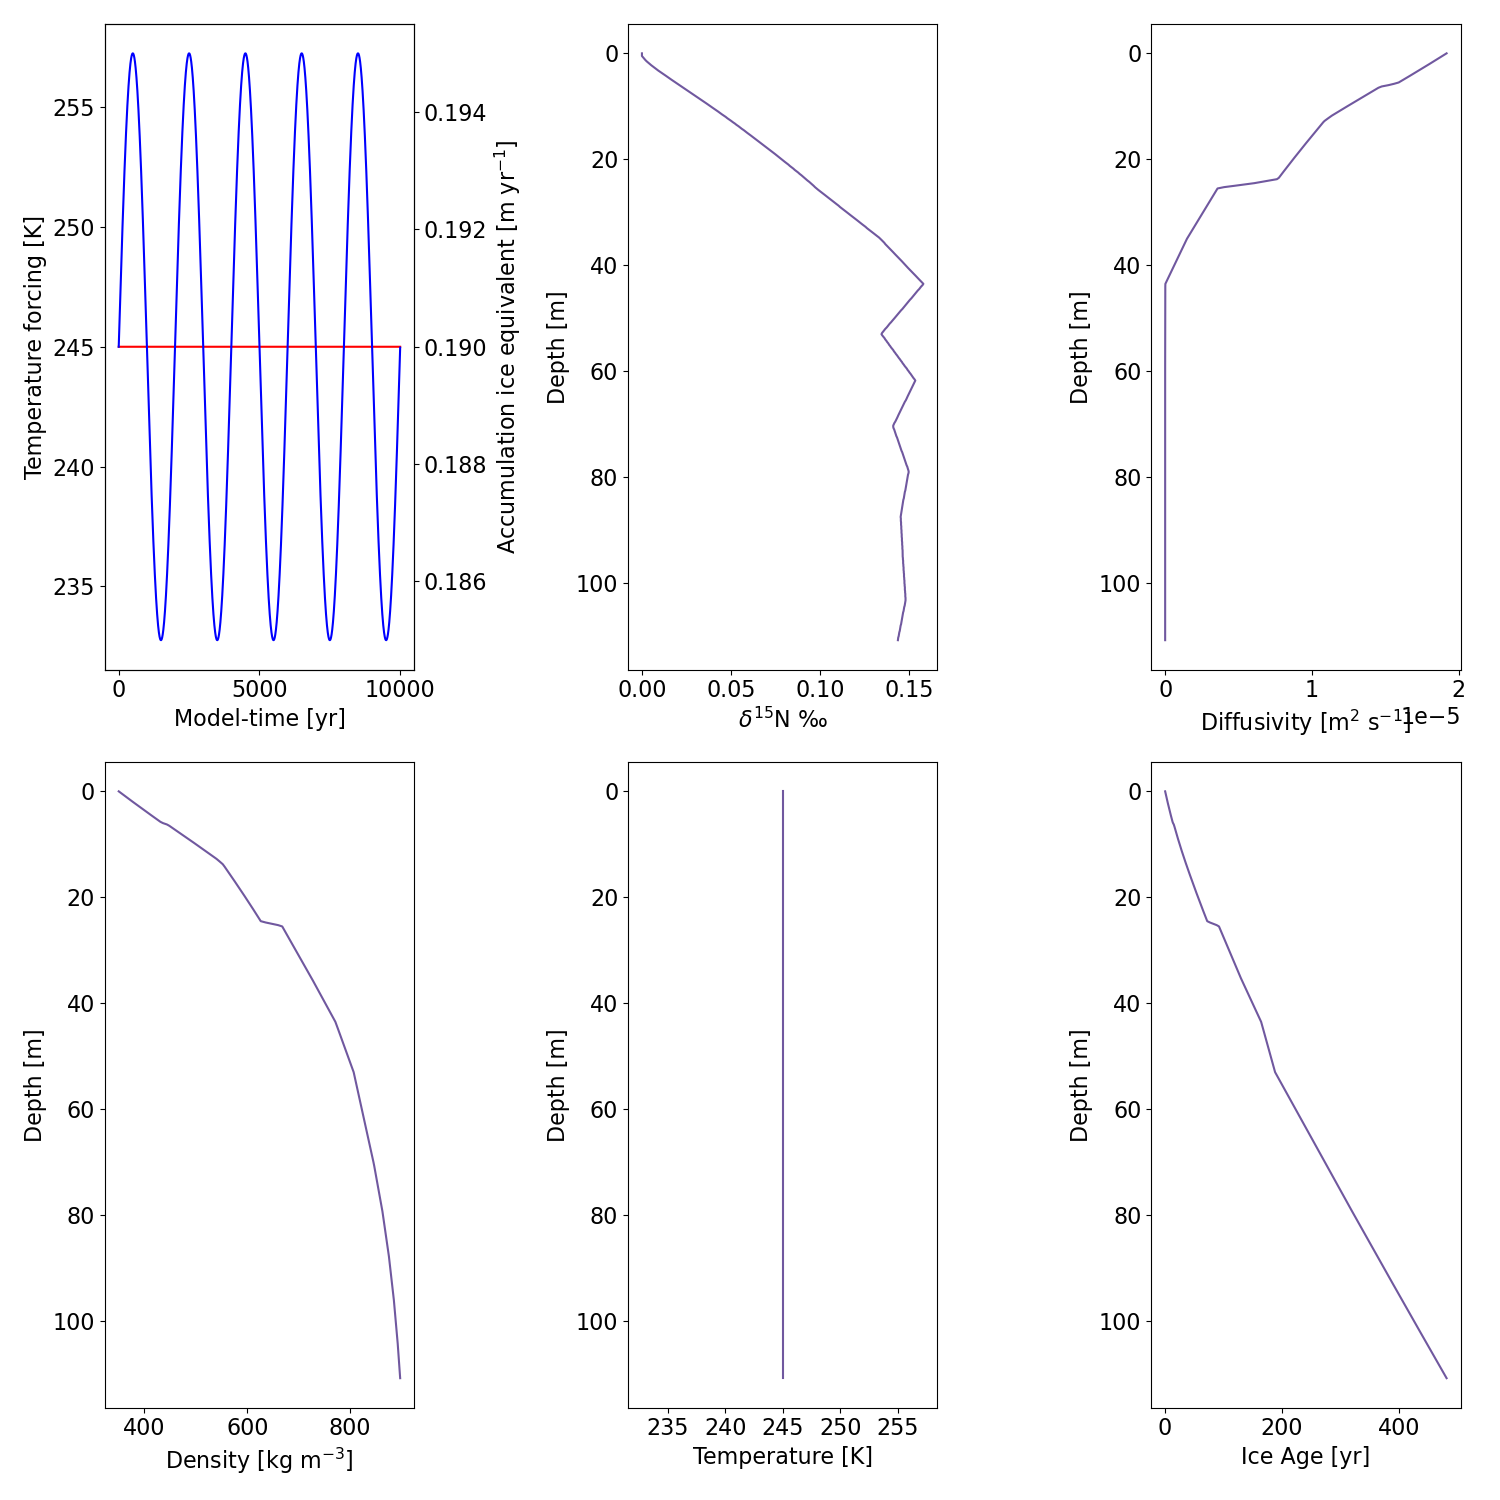 Temperature forcing [K]
255
250
245
240
235
0 5000 10000
Model-time [yr]
0.194
0.192
0.190
0.188
0.186
Accumulation ice equivalent [m yr⁻¹]
Depth [m]
0
20
40
60
80
100
0.00 0.05 0.10 0.15
δ¹⁵N ‰
Depth [m]
0
20
40
60
80
100
0 1 2
Diffusivity [m² s⁻¹]
1e−5
Depth [m]
0
20
40
60
80
100
400 600 800
Density [kg m⁻³]
Depth [m]
0
20
40
60
80
100
235 240 245 250 255
Temperature [K]
Depth [m]
0
20
40
60
80
100
0 200 400
Ice Age [yr]